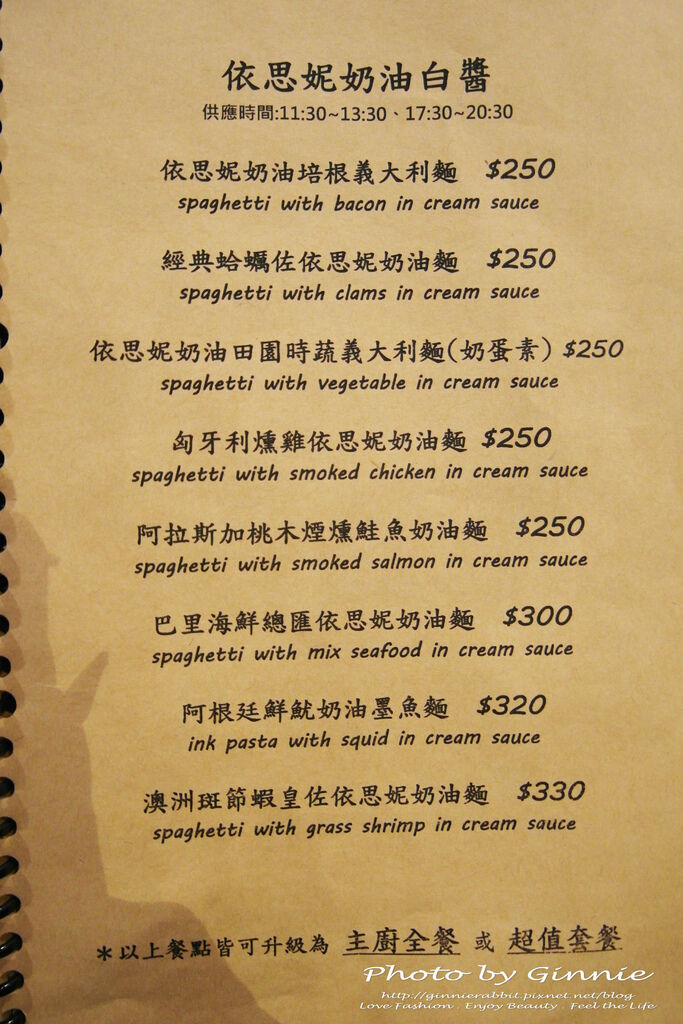 依思妮奶油白醬
供應時間:11:30~13:30、17:30~20:30
依思妮奶油培根義大利麵 $250
spaghetti with bacon in cream sauce
經典蛤蠣佐依思妮奶油麵 $250
spaghetti with clams in cream sauce
依思妮奶油田園時蔬義大利麵(奶蛋素) $250
spaghetti with vegetable in cream sauce
匈牙利燻雞依思妮奶油麵 $250
spaghetti with smoked chicken in cream sauce
阿拉斯加桃木煙燻鮭魚奶油麵 $250
spaghetti with smoked salmon in cream sauce
巴里海鮮總匯依思妮奶油麵 $300
spaghetti with mix seafood in cream sauce
阿根廷鮮魷奶油墨魚麵 $320
ink pasta with squid in cream sauce
澳洲斑節蝦皇佐依思妮奶油麵 $330
spaghetti with grass shrimp in cream sauce
*以上餐點皆可升級為 主廚全餐 或 超值套餐
Photo by Ginnie
http://ginnierabbit.pixnet.net/blog
Love Fashion . Enjoy Beauty . Feel the Life